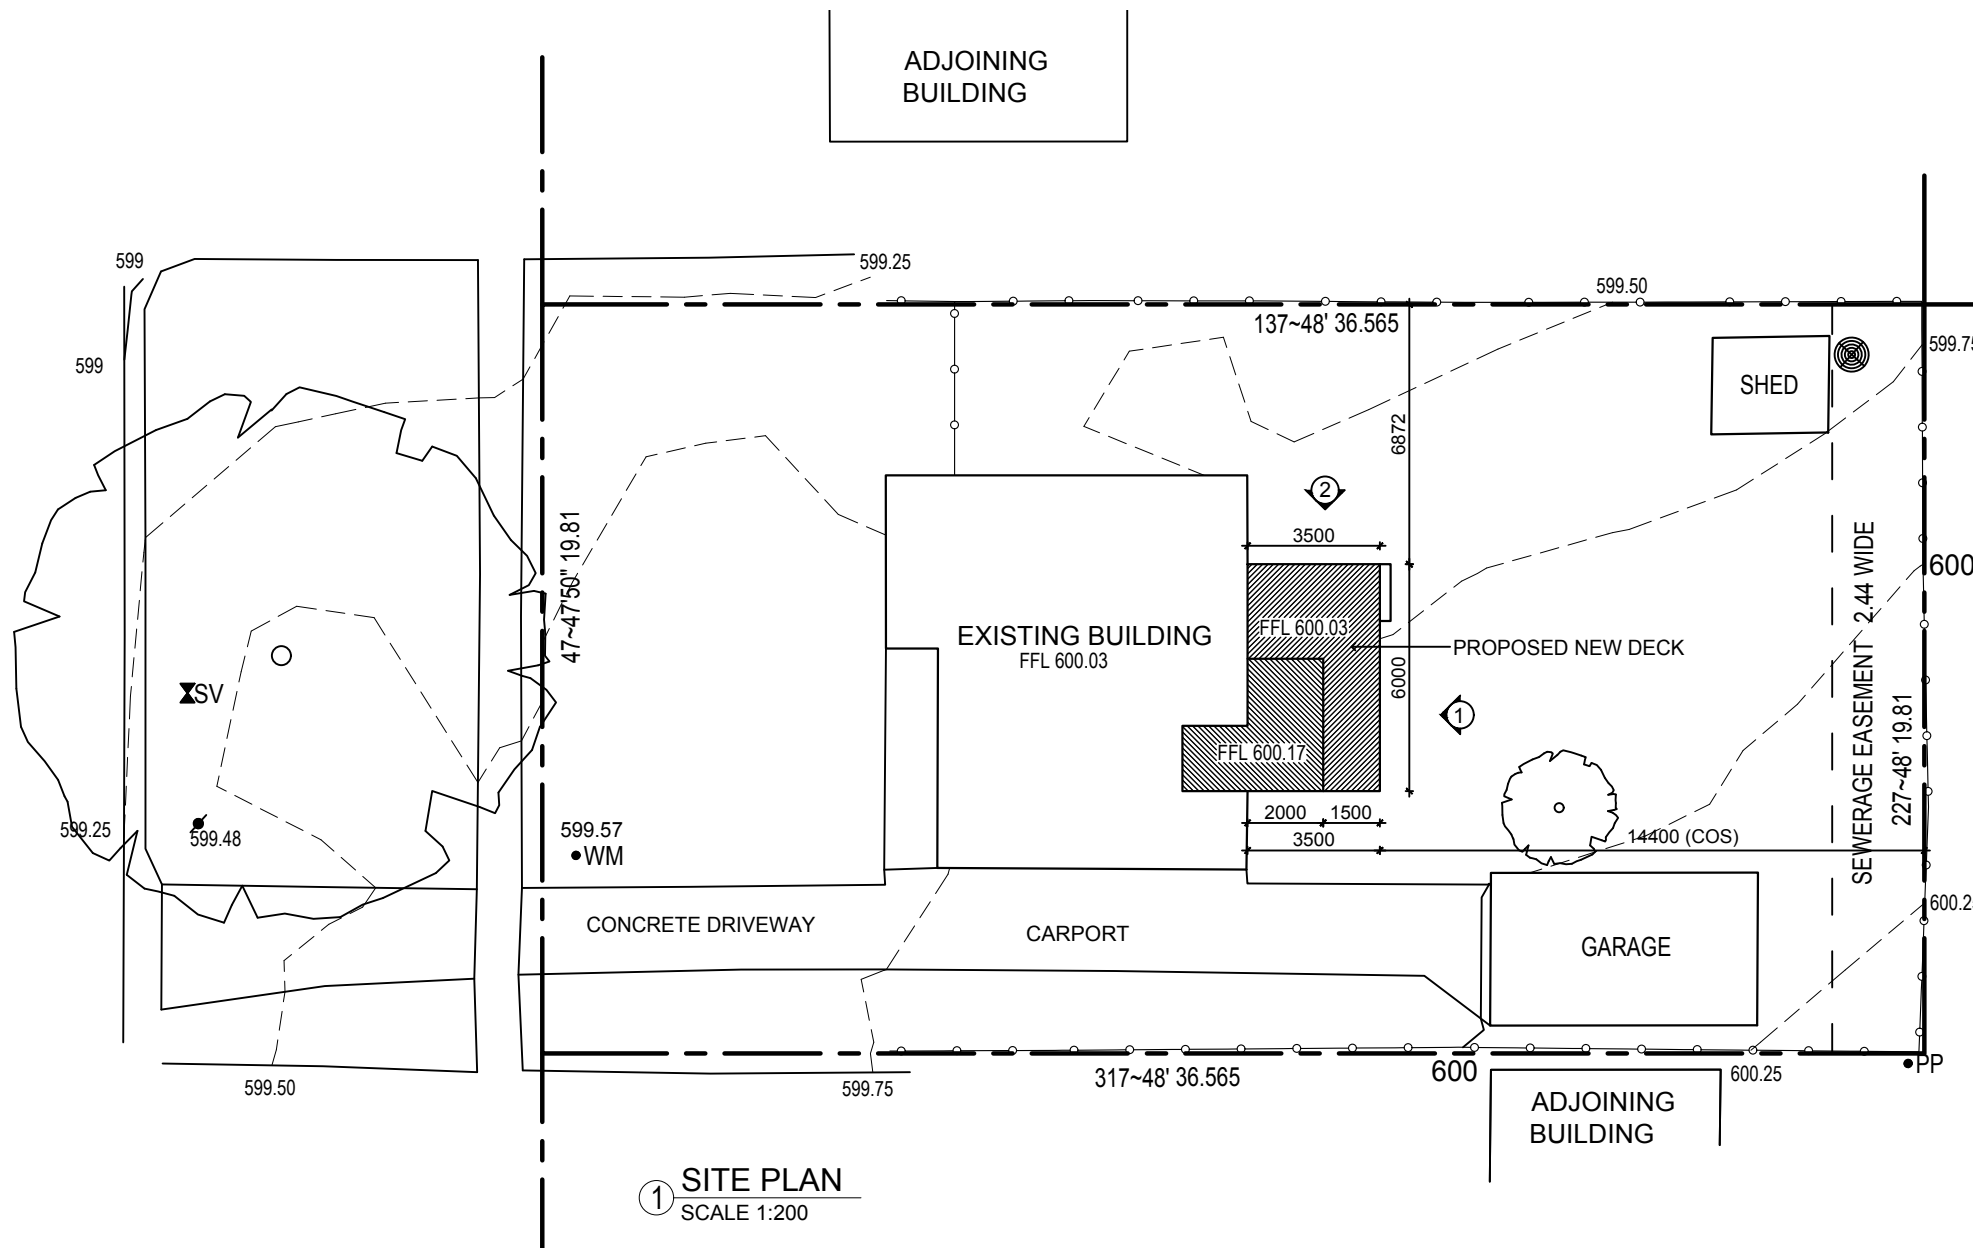 ADJOINING
BUILDING
599
599.25
599.50
137~48' 36.565
599.75
599
SHED
6872
2
3500
47~47'50" 19.81
SEWERAGE EASEMENT 2.44 WIDE
600
EXISTING BUILDING
FFL 600.03
FFL 600.03
PROPOSED NEW DECK
6000
SV
1
227~48' 19.81
FFL 600.17
599.25
599.48
599.57
WM
2000
1500
3500
14400 (COS)
600.2
CONCRETE DRIVEWAY
CARPORT
GARAGE
599.50
599.75
317~48' 36.565
600
600.25
PP
ADJOINING
BUILDING
1
SITE PLAN
SCALE 1:200